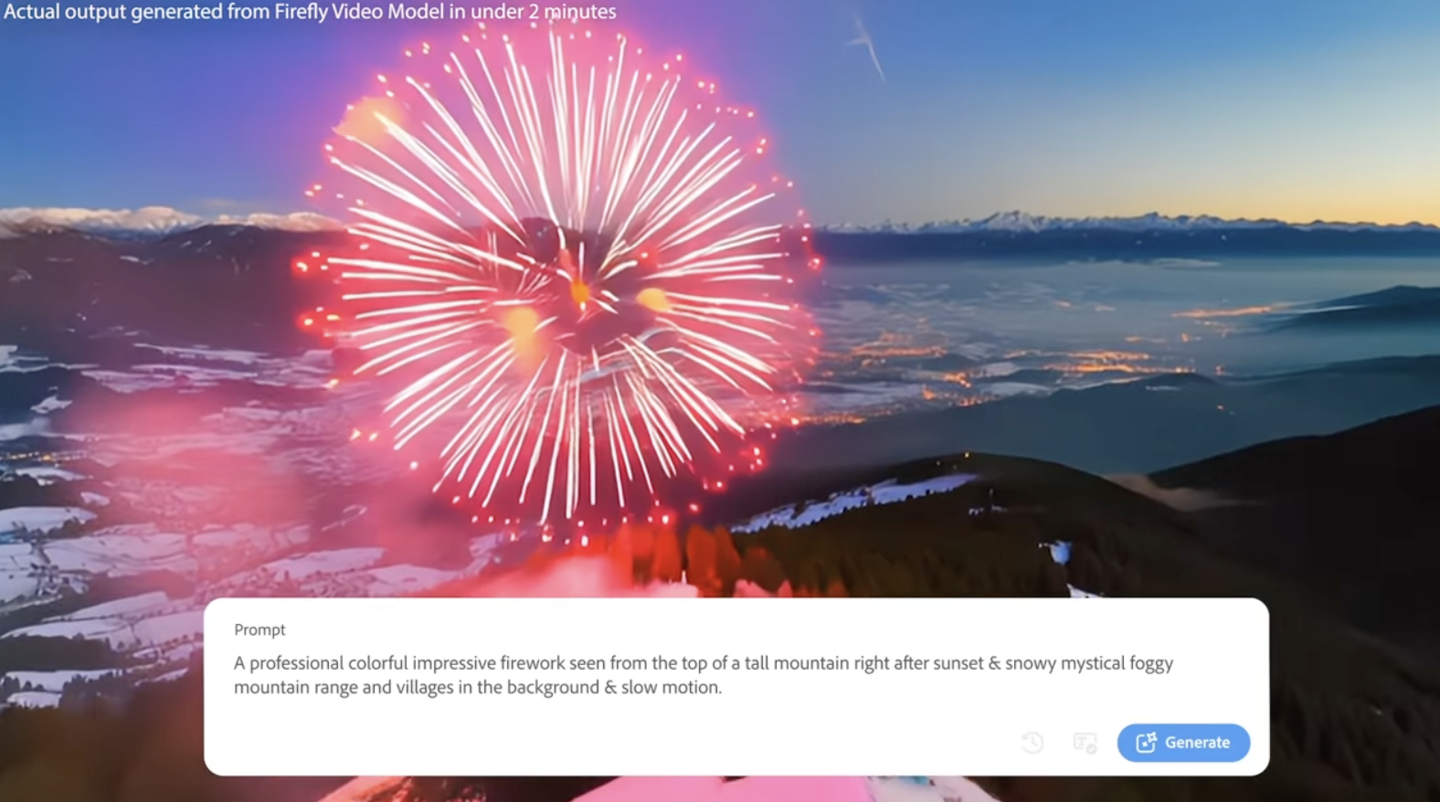 Actual output generated from Firefly Video Model in under 2 minutes
Prompt
A professional colorful impressive firework seen from the top of a tall mountain right after sunset & snowy mystical foggy
mountain range and villages in the background & slow motion.
Generate